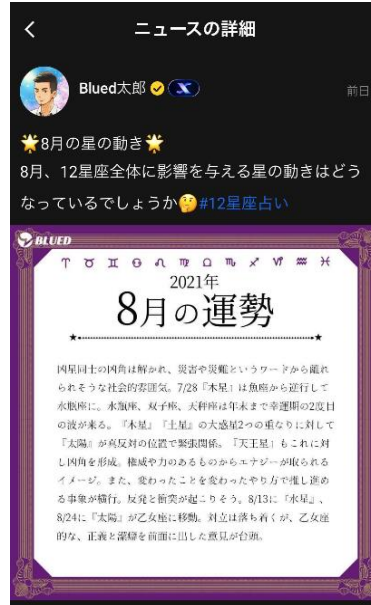 ニュースの詳細
Blued太郎
前日
🌟8月の星の動き🌟
8月、12星座全体に影響を与える星の動きはどう
なっているでしょうか🤔#12星座占い
BLUED
♈ ♉ ♊ ♋ ♌ ♍ ♎ ♏ ♐ ♑ ♒ ♓
2021年
8月の運勢
凶星同士の四角は解かれ、災害や災難というワードから離れ
られそうな社会的雰囲気。7/28『木星』は魚座から逆行して
水瓶座に。水瓶座、双子座、天秤座は年末まで幸運期の2度目
の波が来る。『木星』『土星』の大惑星2つの重なりに対して
『太陽』が真反対の位置で緊張関係。『天王星』もこれに対
し四角を形成。権威や力のあるものからエナジーが取られる
イメージ。また、変わったことを変わったやり方で推し進め
る事象が横行。反発と衝突が起こりそう。8/13に『水星』、
8/24に『太陽』が乙女座に移動。対立は落ち着くが、乙女座
的な、正義と潔癖を前面に出した意見が台頭。